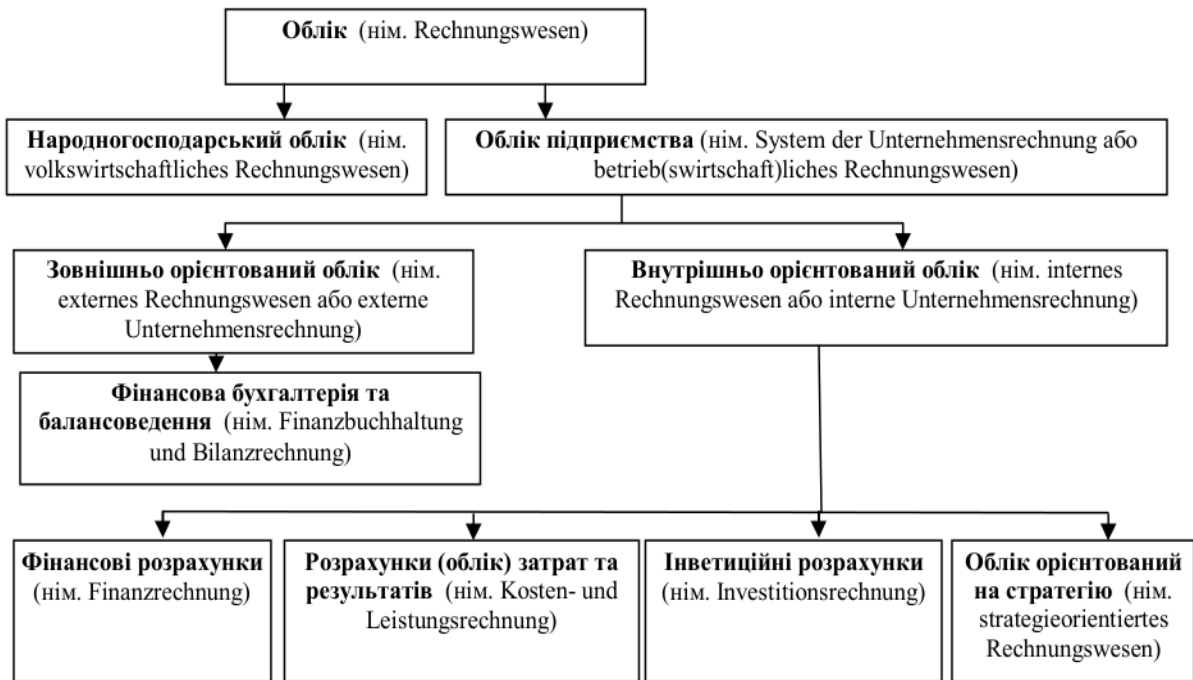 Облік (нім. Rechnungswesen)
Народногосподарський облік (нім.
volkswirtschaftliches Rechnungswesen)
Облік підприємства (нім. System der Unternehmensrechnung або
betrieb(swirtschaft)liches Rechnungswesen)
Зовнішньо орієнтований облік (нім.
externes Rechnungswesen або externe
Unternehmensrechnung)
Внутрішньо орієнтований облік (нім. internes
Rechnungswesen або interne Unternehmensrechnung)
Фінансова бухгалтерія та
балансоведення (нім. Finanzbuchhaltung
und Bilanzrechnung)
Фінансові розрахунки
(нім. Finanzrechnung)
Розрахунки (облік) затрат та
результатів (нім. Kosten- und
Leistungsrechnung)
Інветиційні розрахунки
(нім. Investitionsrechnung)
Облік орієнтований
на стратегію (нім.
strategieorientiertes
Rechnungswesen)